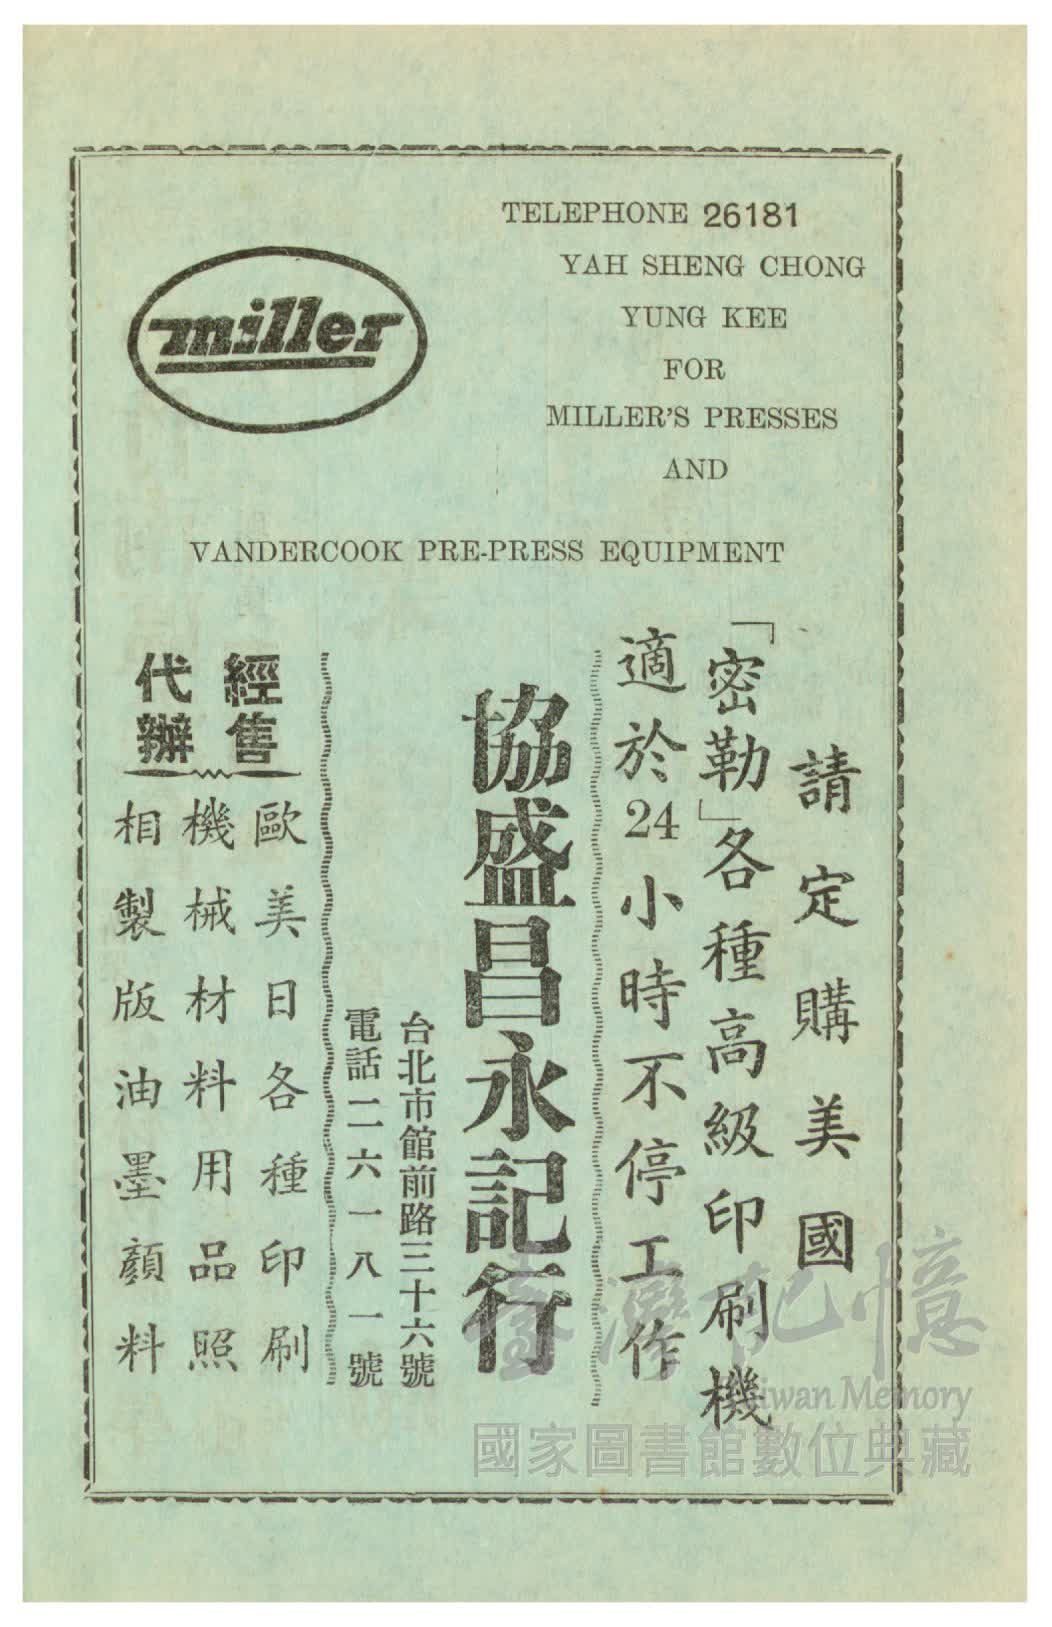 miller
TELEPHONE 26181
YAH SHENG CHONG
YUNG KEE
FOR
MILLER'S PRESSES
AND
VANDERCOOK PRE-PRESS EQUIPMENT
請定購美國
「密勒」各種高級印刷機
適於24小時不停工作
協盛昌永記行
台北市館前路三十六號
電話二六一八一號
經售
代辦
歐美日各種印刷
機械材料用品照
相製版油墨顏料
臺灣記憶
Taiwan Memory
國家圖書館數位典藏